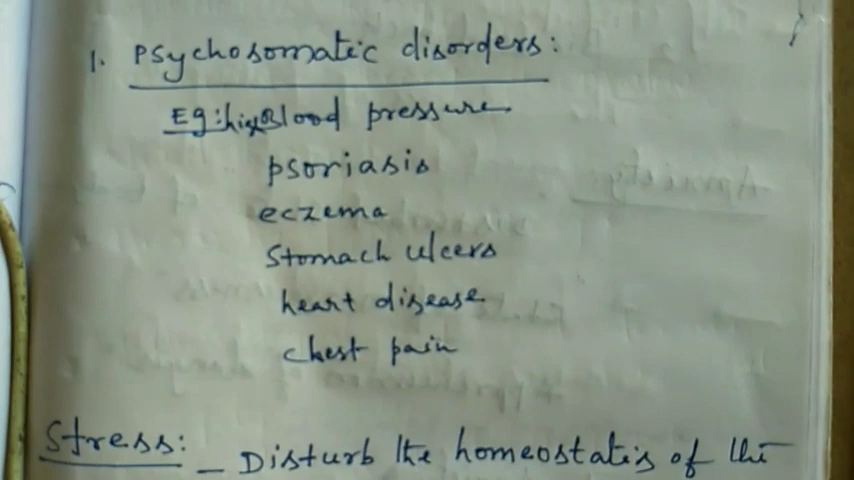 1. Psychosomatic disorders:
Eg: high Blood pressure
psoriasis
eczema
Stomach ulcers
heart disease
chest pain
Stress: - Disturb the homeostatis of the